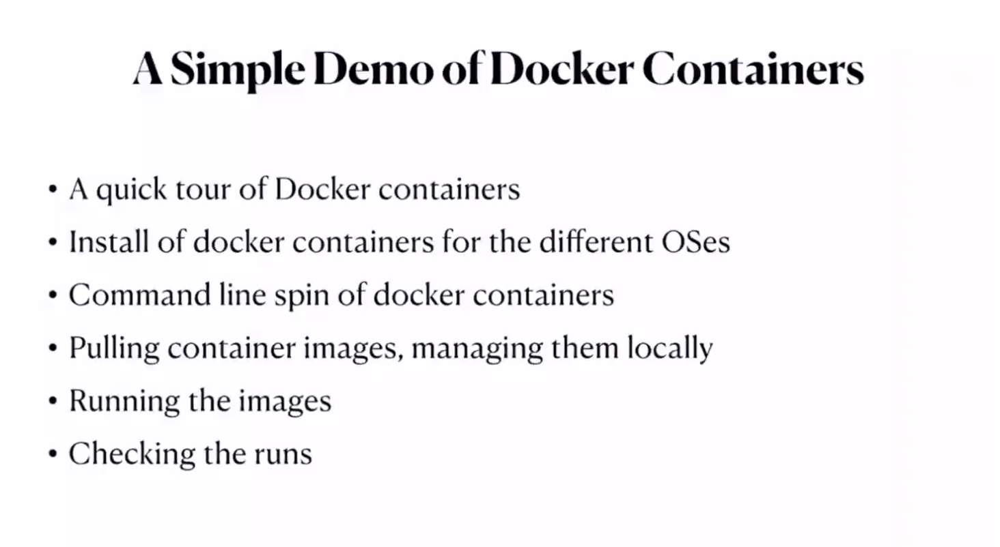 A Simple Demo of Docker Containers
• A quick tour of Docker containers
• Install of docker containers for the different OSes
• Command line spin of docker containers
• Pulling container images, managing them locally
• Running the images
• Checking the runs